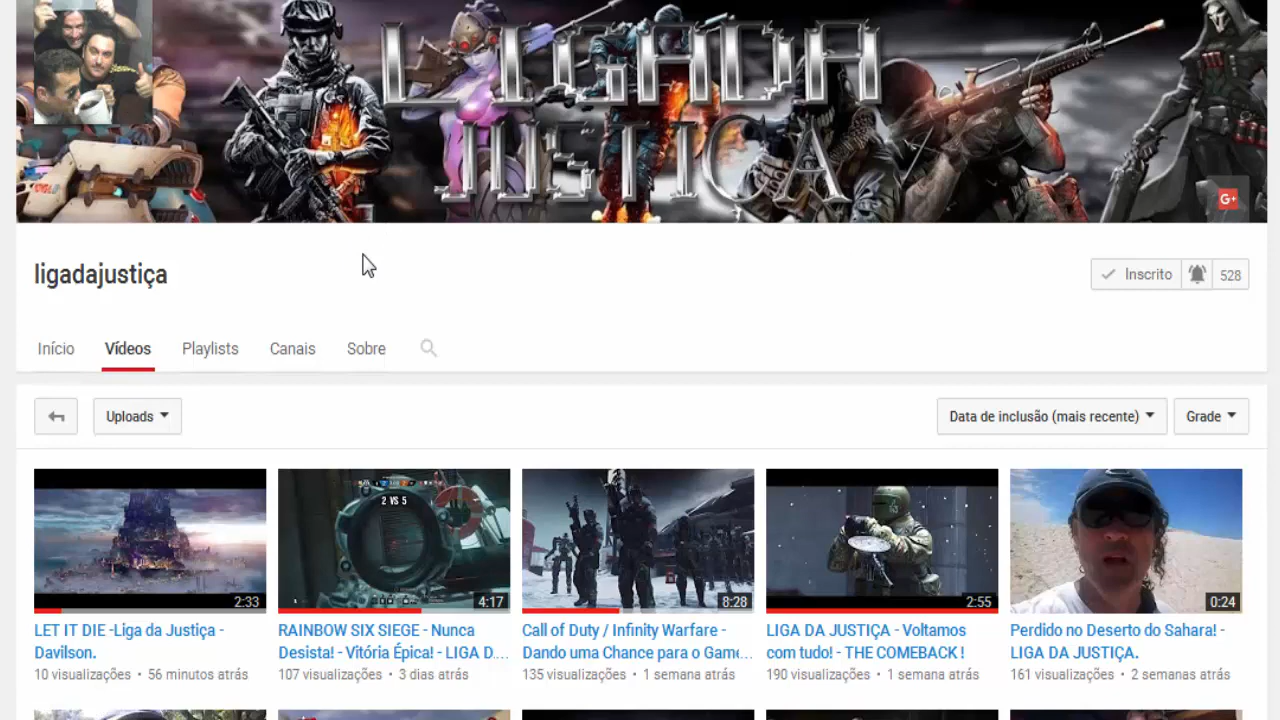 LIGADA
JUSTIÇA
G+
ligadajustiça
Inscrito
528
Início
Vídeos
Playlists
Canais
Sobre
Uploads
Data de inclusão (mais recente)
Grade
2 VS 5
2:33
4:17
8:28
2:55
0:24
LET IT DIE -Liga da Justiça -
Davilson.
10 visualizações • 56 minutos atrás
RAINBOW SIX SIEGE - Nunca
Desista! - Vitória Épica! - LIGA D...
107 visualizações • 3 dias atrás
Call of Duty / Infinity Warfare -
Dando uma Chance para o Game...
135 visualizações • 1 semana atrás
LIGA DA JUSTIÇA - Voltamos
com tudo! - THE COMEBACK !
190 visualizações • 1 semana atrás
Perdido no Deserto do Sahara! -
LIGA DA JUSTIÇA.
161 visualizações • 2 semanas atrás